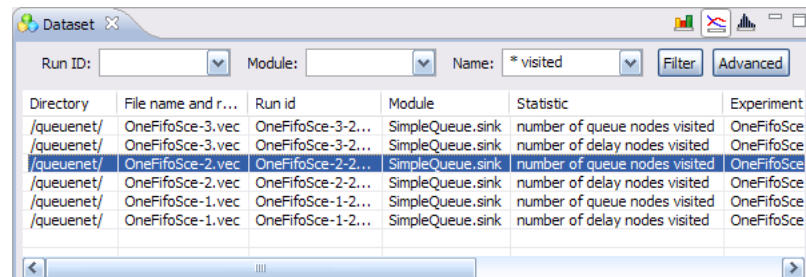 Dataset
Run ID: Module: Name: * visited Filter Advanced
Directory File name and r... Run id Module Statistic Experiment
/queuenet/ OneFifoSce-3.vec OneFifoSce-3-2... SimpleQueue.sink number of queue nodes visited OneFifoSce
/queuenet/ OneFifoSce-3.vec OneFifoSce-3-2... SimpleQueue.sink number of delay nodes visited OneFifoSce
/queuenet/ OneFifoSce-2.vec OneFifoSce-2-2... SimpleQueue.sink number of queue nodes visited OneFifoSce
/queuenet/ OneFifoSce-2.vec OneFifoSce-2-2... SimpleQueue.sink number of delay nodes visited OneFifoSce
/queuenet/ OneFifoSce-1.vec OneFifoSce-1-2... SimpleQueue.sink number of queue nodes visited OneFifoSce
/queuenet/ OneFifoSce-1.vec OneFifoSce-1-2... SimpleQueue.sink number of delay nodes visited OneFifoSce